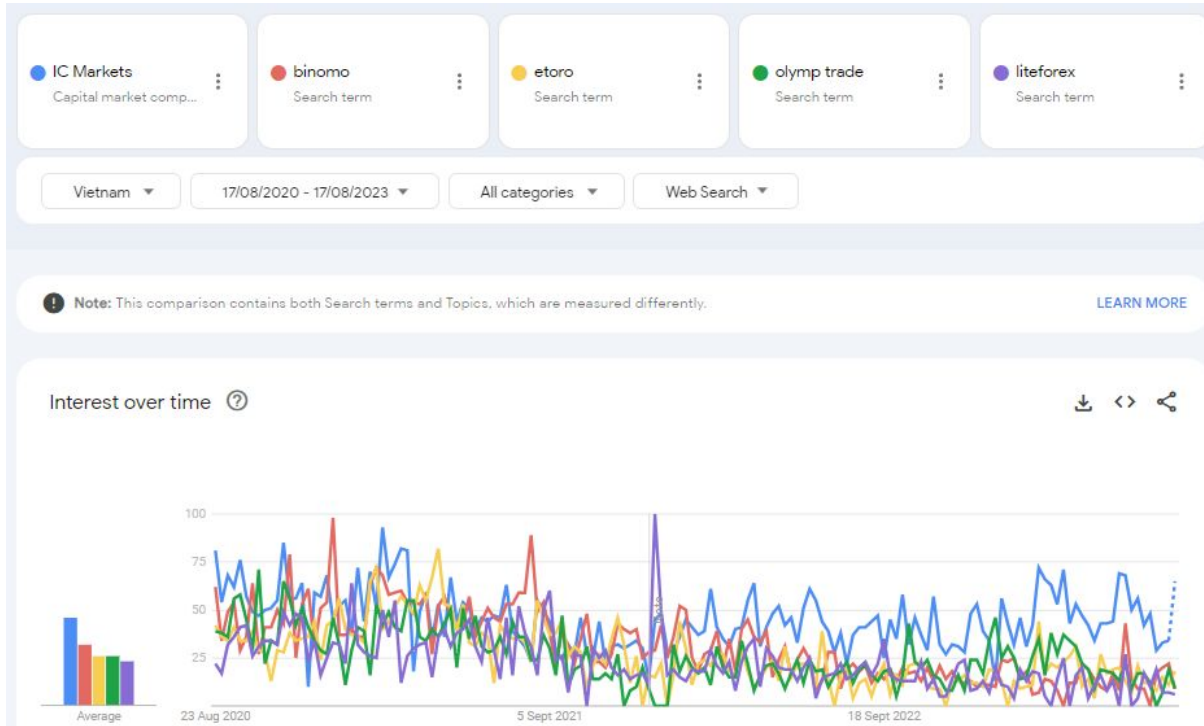 IC Markets
Capital market comp...
binomo
Search term
etoro
Search term
olymp trade
Search term
liteforex
Search term
Vietnam
17/08/2020 - 17/08/2023
All categories
Web Search
Note: This comparison contains both Search terms and Topics, which are measured differently.
LEARN MORE
Interest over time
100
75
50
25
Average
23 Aug 2020
5 Sept 2021
18 Sept 2022